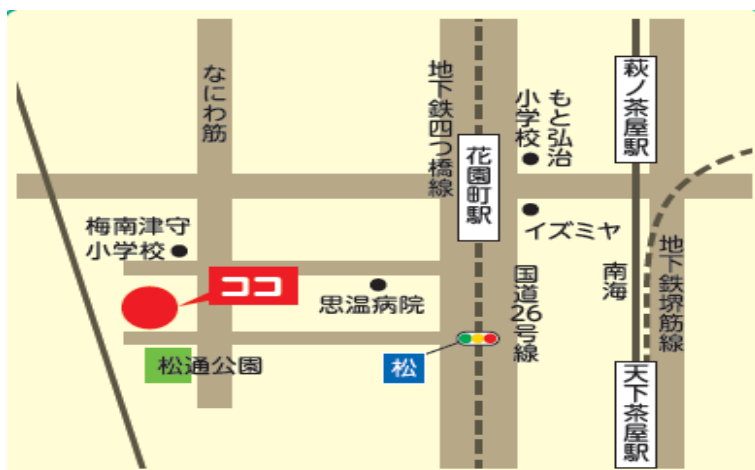 なにわ筋
地下鉄四つ橋線
花園町駅
もと弘治
小学校
萩ノ茶屋駅
梅南津守
小学校
ココ
思温病院
イズミヤ
国道26号線
南海
地下鉄堺筋線
松通公園
松
天下茶屋駅